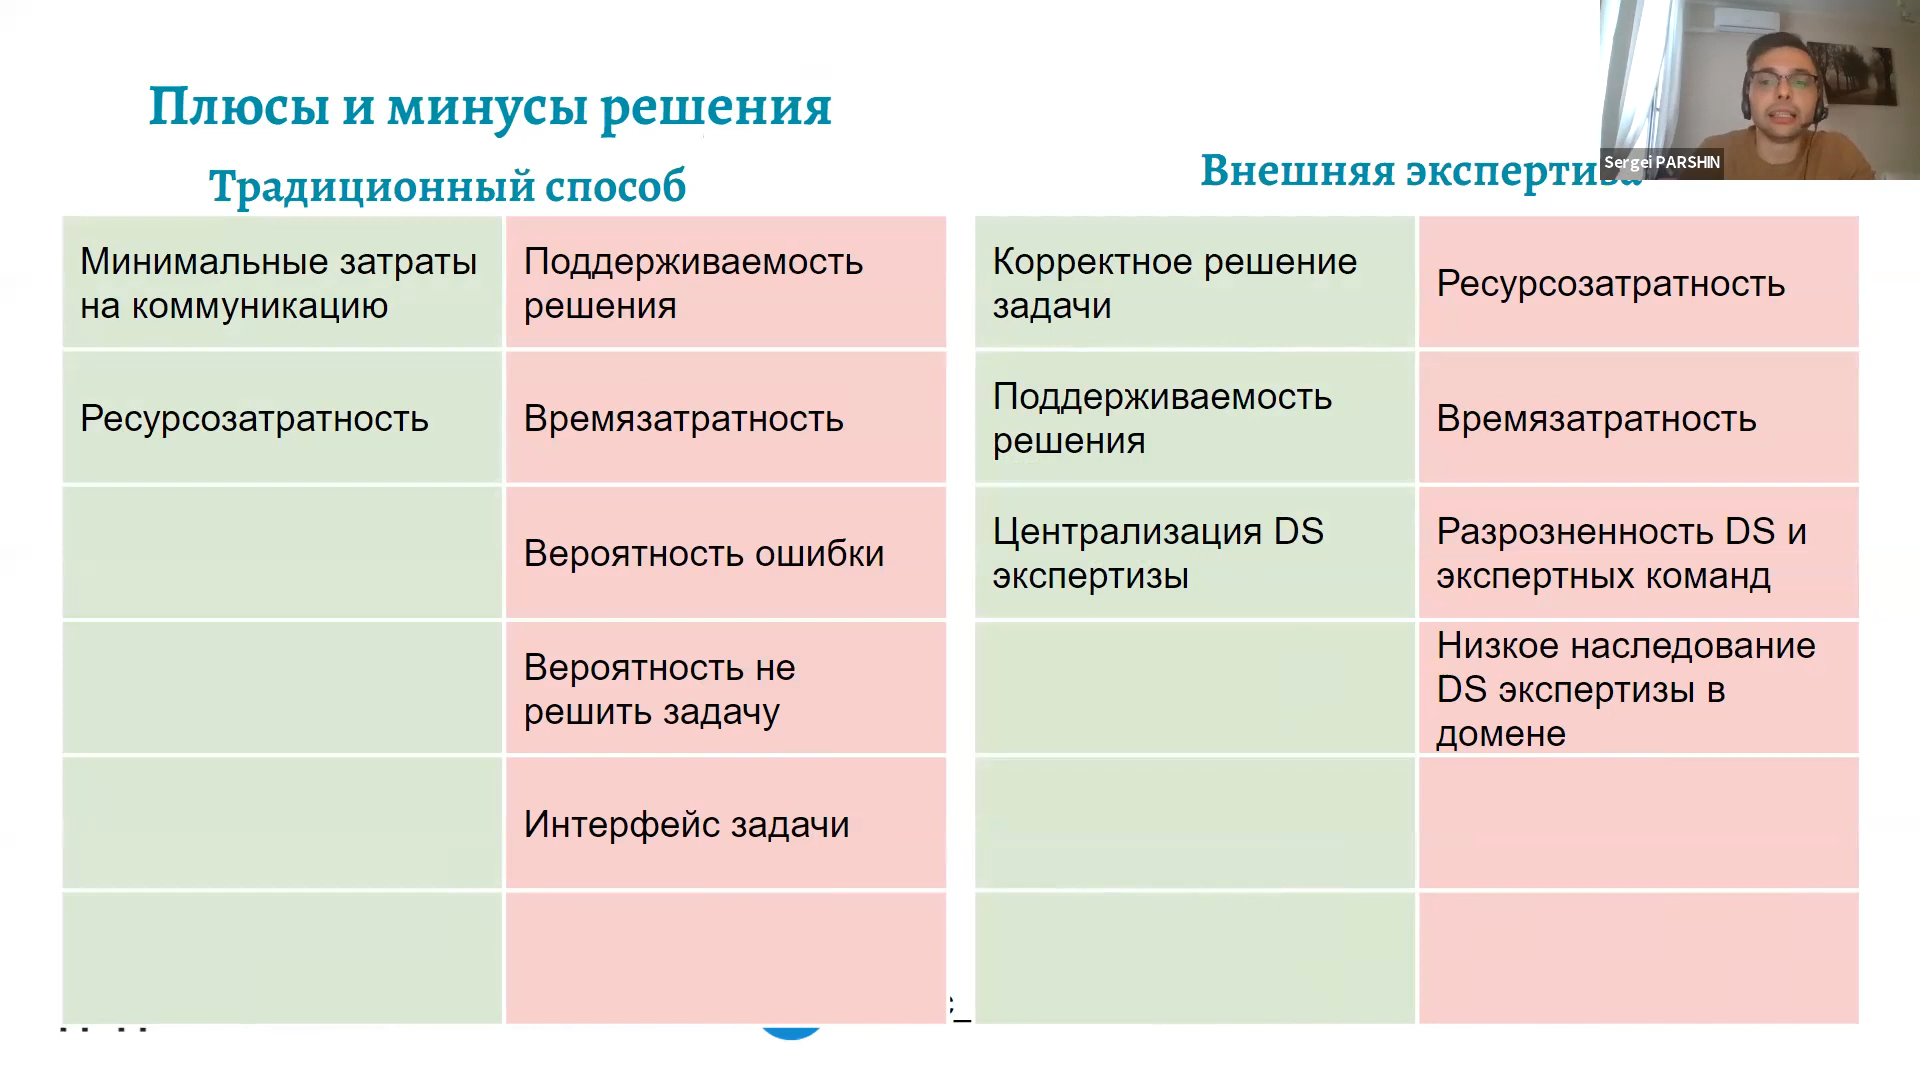 Плюсы и минусы решения
Традиционный способ
Минимальные затраты
на коммуникацию
Поддерживаемость
решения
Ресурсозатратность
Времязатратность
Вероятность ошибки
Вероятность не
решить задачу
Интерфейс задачи
Внешняя экспертиза
Sergei PARSHIN
Корректное решение
задачи
Ресурсозатратность
Поддерживаемость
решения
Времязатратность
Централизация DS
экспертизы
Разрозненность DS и
экспертных команд
Низкое наследование
DS экспертизы в
домене